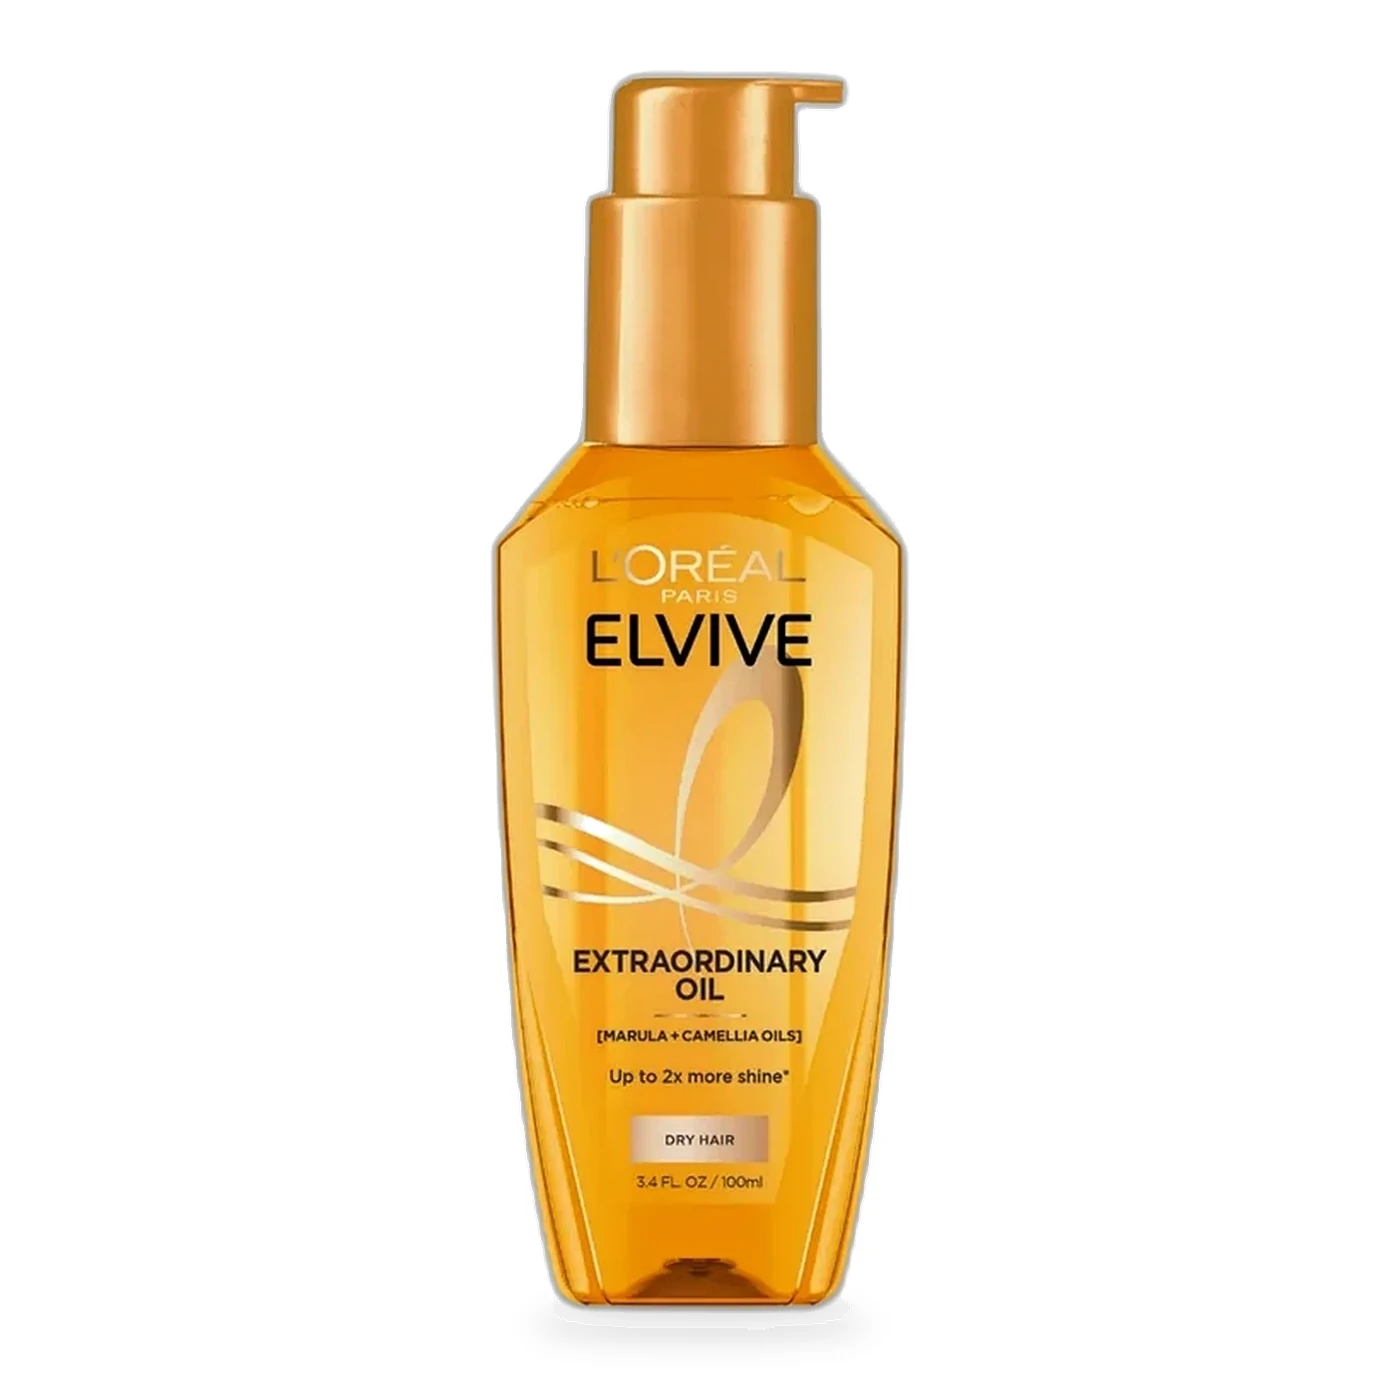 L'ORÉAL
PARIS
ELVIVE
EXTRAORDINARY
OIL
[MARULA + CAMELLIA OILS]
Up to 2x more shine*
DRY HAIR
3.4 FL. OZ / 100ml